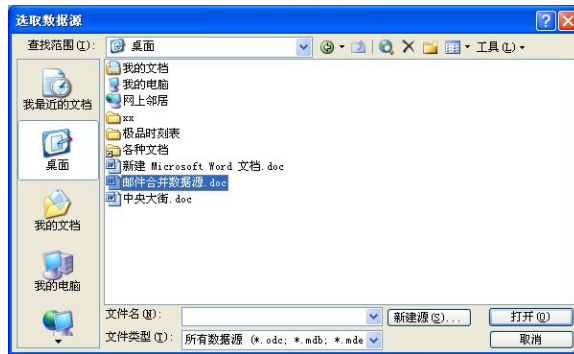 选取数据源
查找范围(I): 桌面 工具(L)
我最近的文档
桌面
我的文档
我的电脑
我的文档
我的电脑
网上邻居
xx
极品时刻表
各种文档
新建 Microsoft Word 文档.doc
邮件合并数据源.doc
中央大街.doc
文件名(N): 新建源(S)... 打开(O)
文件类型(T): 所有数据源 (*.odc; *.mdb; *.mde 取消